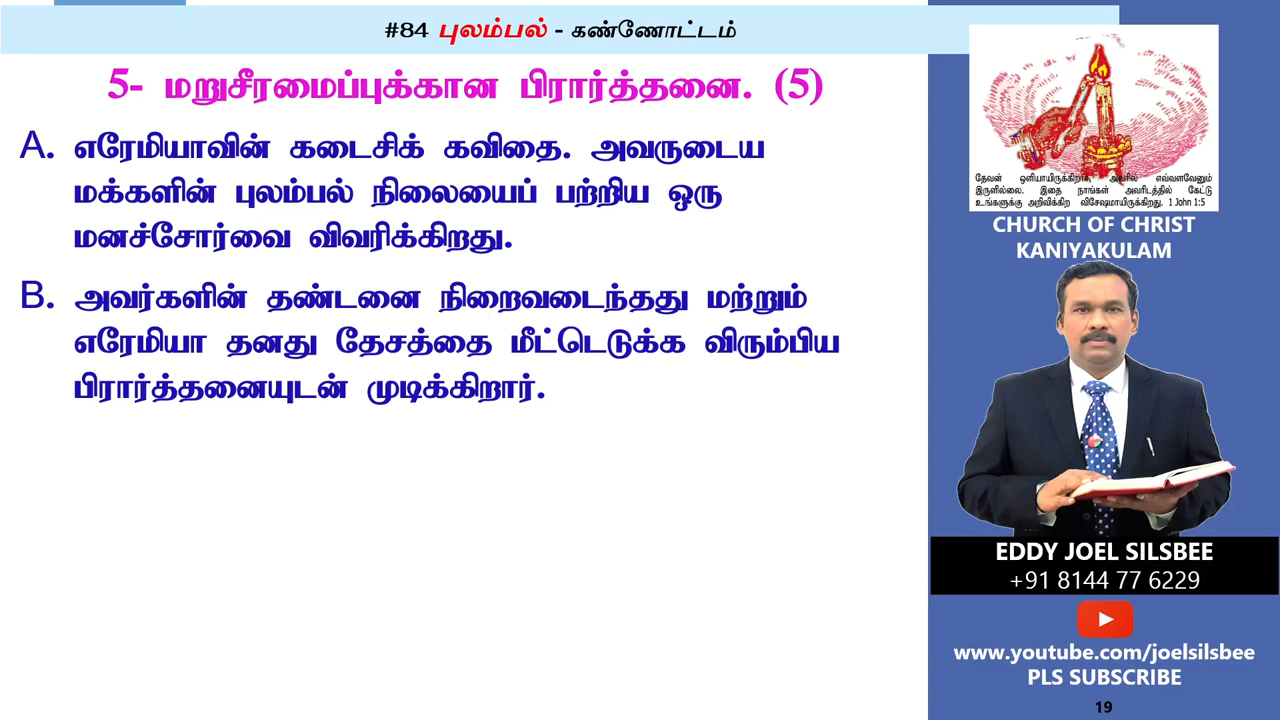 #84 புலம்பல் - கண்ணோட்டம்
5- மறுசீரமைப்புக்கான பிரார்த்தனை. (5)
A. எரேமியாவின் கடைசிக் கவிதை. அவருடைய
மக்களின் புலம்பல் நிலையைப் பற்றிய ஒரு
மனச்சோர்வை விவரிக்கிறது.
B. அவர்களின் தண்டனை நிறைவடைந்தது மற்றும்
எரேமியா தனது தேசத்தை மீட்டெடுக்க விரும்பிய
பிரார்த்தனையுடன் முடிக்கிறார்.
தேவன் ஒளியாயிருக்கிறார், அவரில் எவ்வளவேனும்
இருளில்லை. இதை நாங்கள் அவரிடத்தில் கேட்டு
உங்களுக்கு அறிவிக்கிற விசேஷமாயிருக்கிறது. 1 John 1:5
CHURCH OF CHRIST
KANIYAKULAM
EDDY JOEL SILSBEE
+91 8144 77 6229
www.youtube.com/joelsilsbee
PLS SUBSCRIBE
19